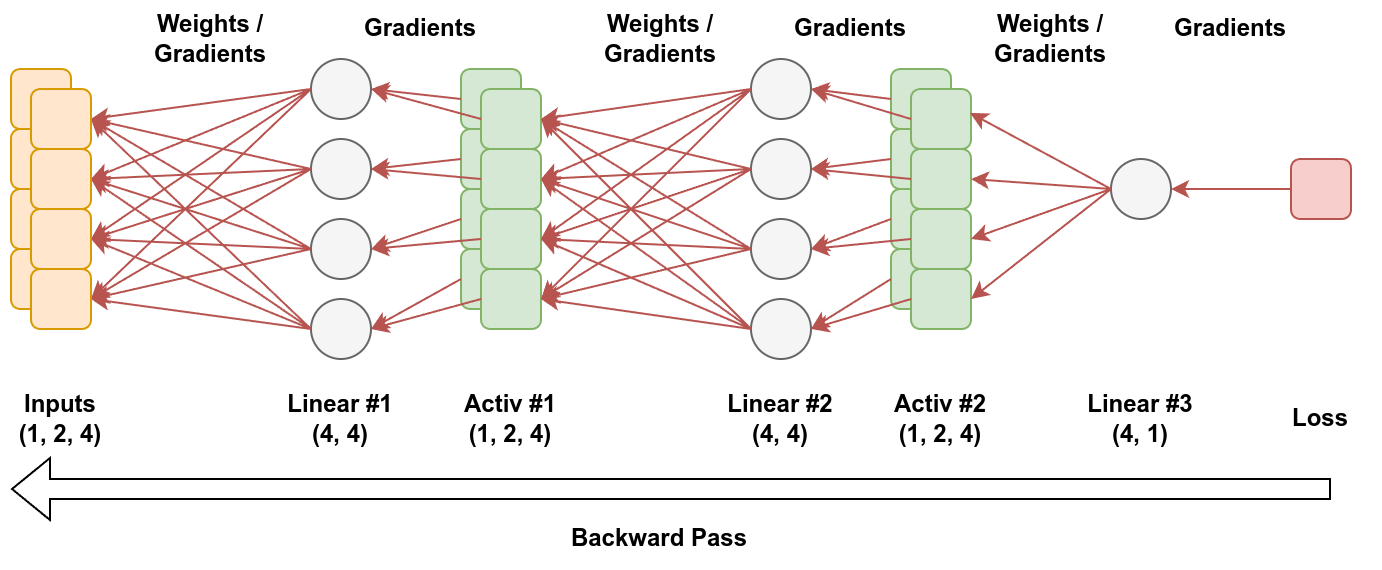 Weights /
Gradients
Gradients
Weights /
Gradients
Gradients
Weights /
Gradients
Gradients
Inputs
(1, 2, 4)
Linear #1
(4, 4)
Activ #1
(1, 2, 4)
Linear #2
(4, 4)
Activ #2
(1, 2, 4)
Linear #3
(4, 1)
Loss
Backward Pass